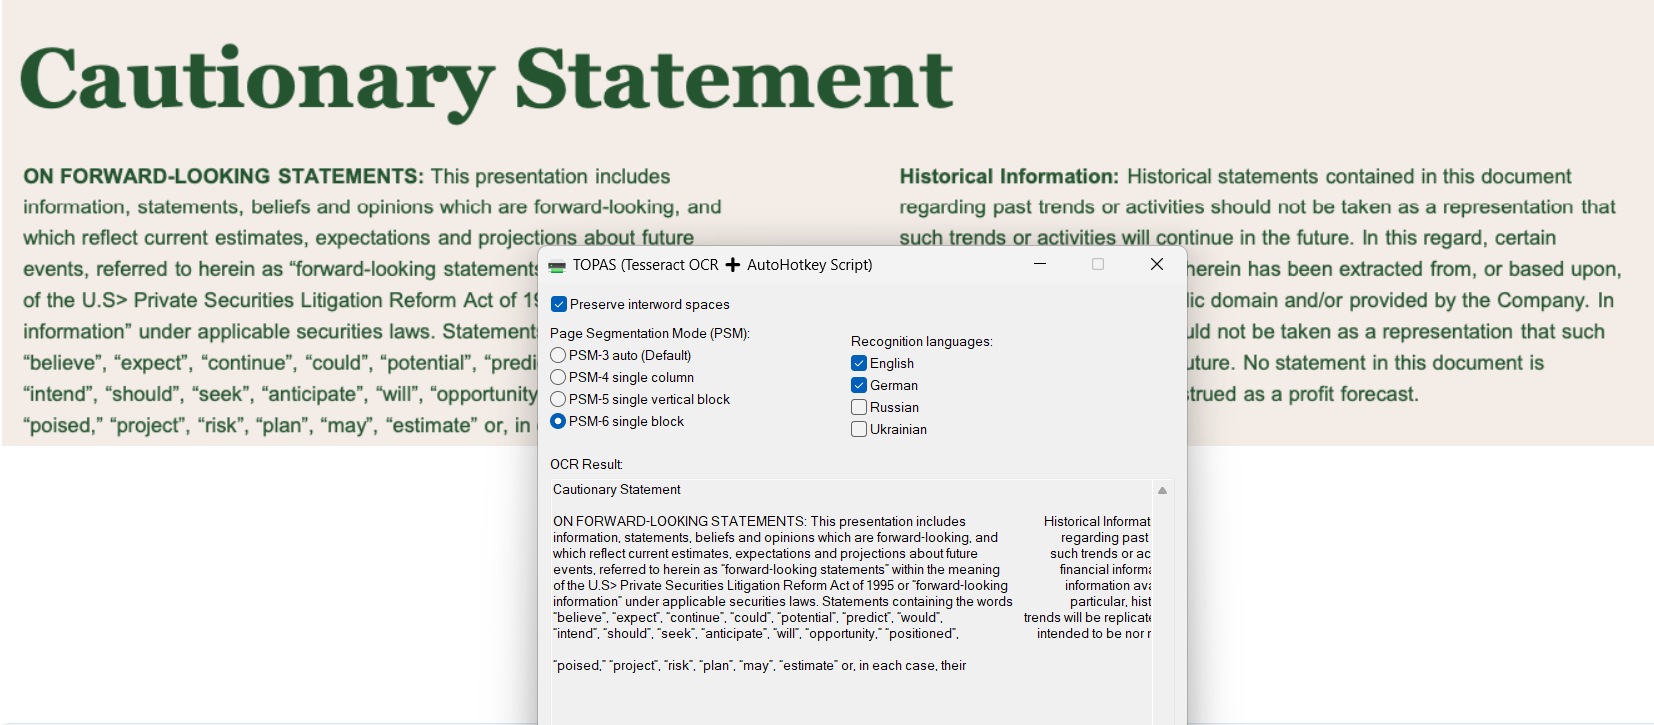 Cautionary Statement
ON FORWARD-LOOKING STATEMENTS: This presentation includes
information, statements, beliefs and opinions which are forward-looking, and
which reflect current estimates, expectations and projections about future
events, referred to herein as “forward-looking statements
of the U.S> Private Securities Litigation Reform Act of 19
information” under applicable securities laws. Statement
“believe”, “expect”, “continue”, “could”, “potential”, “predi
“intend”, “should”, “seek”, “anticipate”, “will”, “opportunity
“poised,” “project”, “risk”, “plan”, “may”, “estimate” or, in
Historical Information: Historical statements contained in this document
regarding past trends or activities should not be taken as a representation that
such trends or activities will continue in the future. In this regard, certain
herein has been extracted from, or based upon,
lic domain and/or provided by the Company. In
uld not be taken as a representation that such
uture. No statement in this document is
strued as a profit forecast.
TOPAS (Tesseract OCR ➕ AutoHotkey Script)
Preserve interword spaces
Page Segmentation Mode (PSM):
PSM-3 auto (Default)
PSM-4 single column
PSM-5 single vertical block
PSM-6 single block
Recognition languages:
English
German
Russian
Ukrainian
OCR Result:
Cautionary Statement
ON FORWARD-LOOKING STATEMENTS: This presentation includes Historical Informat
information, statements, beliefs and opinions which are forward-looking, and regarding past
which reflect current estimates, expectations and projections about future such trends or ac
events, referred to herein as “forward-looking statements” within the meaning financial informa
of the U.S> Private Securities Litigation Reform Act of 1995 or “forward-looking information ava
information” under applicable securities laws. Statements containing the words particular, hist
“believe”, “expect”, “continue”, “could”, “potential”, “predict”, “would”, trends will be replicate
“intend”, “should”, “seek”, “anticipate”, “will”, “opportunity,” “positioned”, intended to be nor
“poised,” “project”, “risk”, “plan”, “may”, “estimate” or, in each case, their